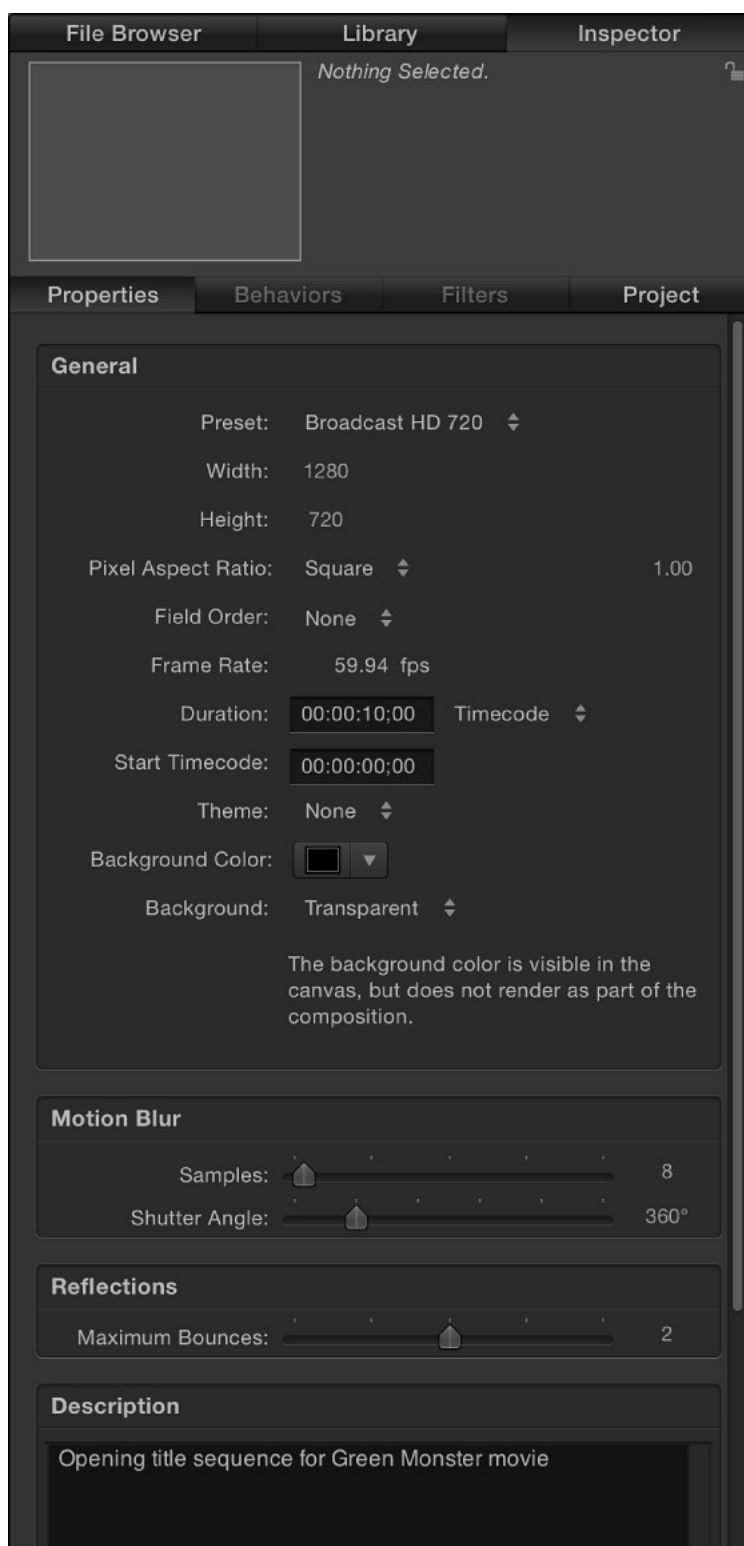 File Browser Library Inspector
Nothing Selected.
Properties Behaviors Filters Project
General
Preset: Broadcast HD 720
Width: 1280
Height: 720
Pixel Aspect Ratio: Square 1.00
Field Order: None
Frame Rate: 59.94 fps
Duration: 00:00:10;00 Timecode
Start Timecode: 00:00:00;00
Theme: None
Background Color:
Background: Transparent
The background color is visible in the
canvas, but does not render as part of the
composition.
Motion Blur
Samples: 8
Shutter Angle: 360°
Reflections
Maximum Bounces: 2
Description
Opening title sequence for Green Monster movie